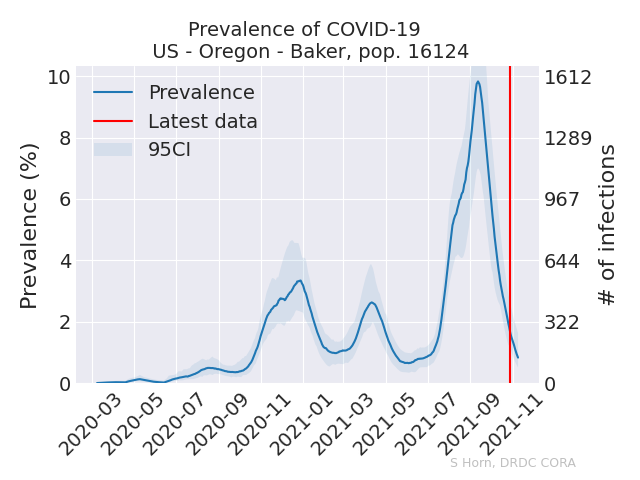 Prevalence of COVID-19
US - Oregon - Baker, pop. 16124
Prevalence
Latest data
95CI
Prevalence (%)
10
8
6
4
2
0
# of infections
1612
1289
967
644
322
0
2020-03
2020-05
2020-07
2020-09
2020-11
2021-01
2021-03
2021-05
2021-07
2021-09
2021-11
S Horn, DRDC CORA